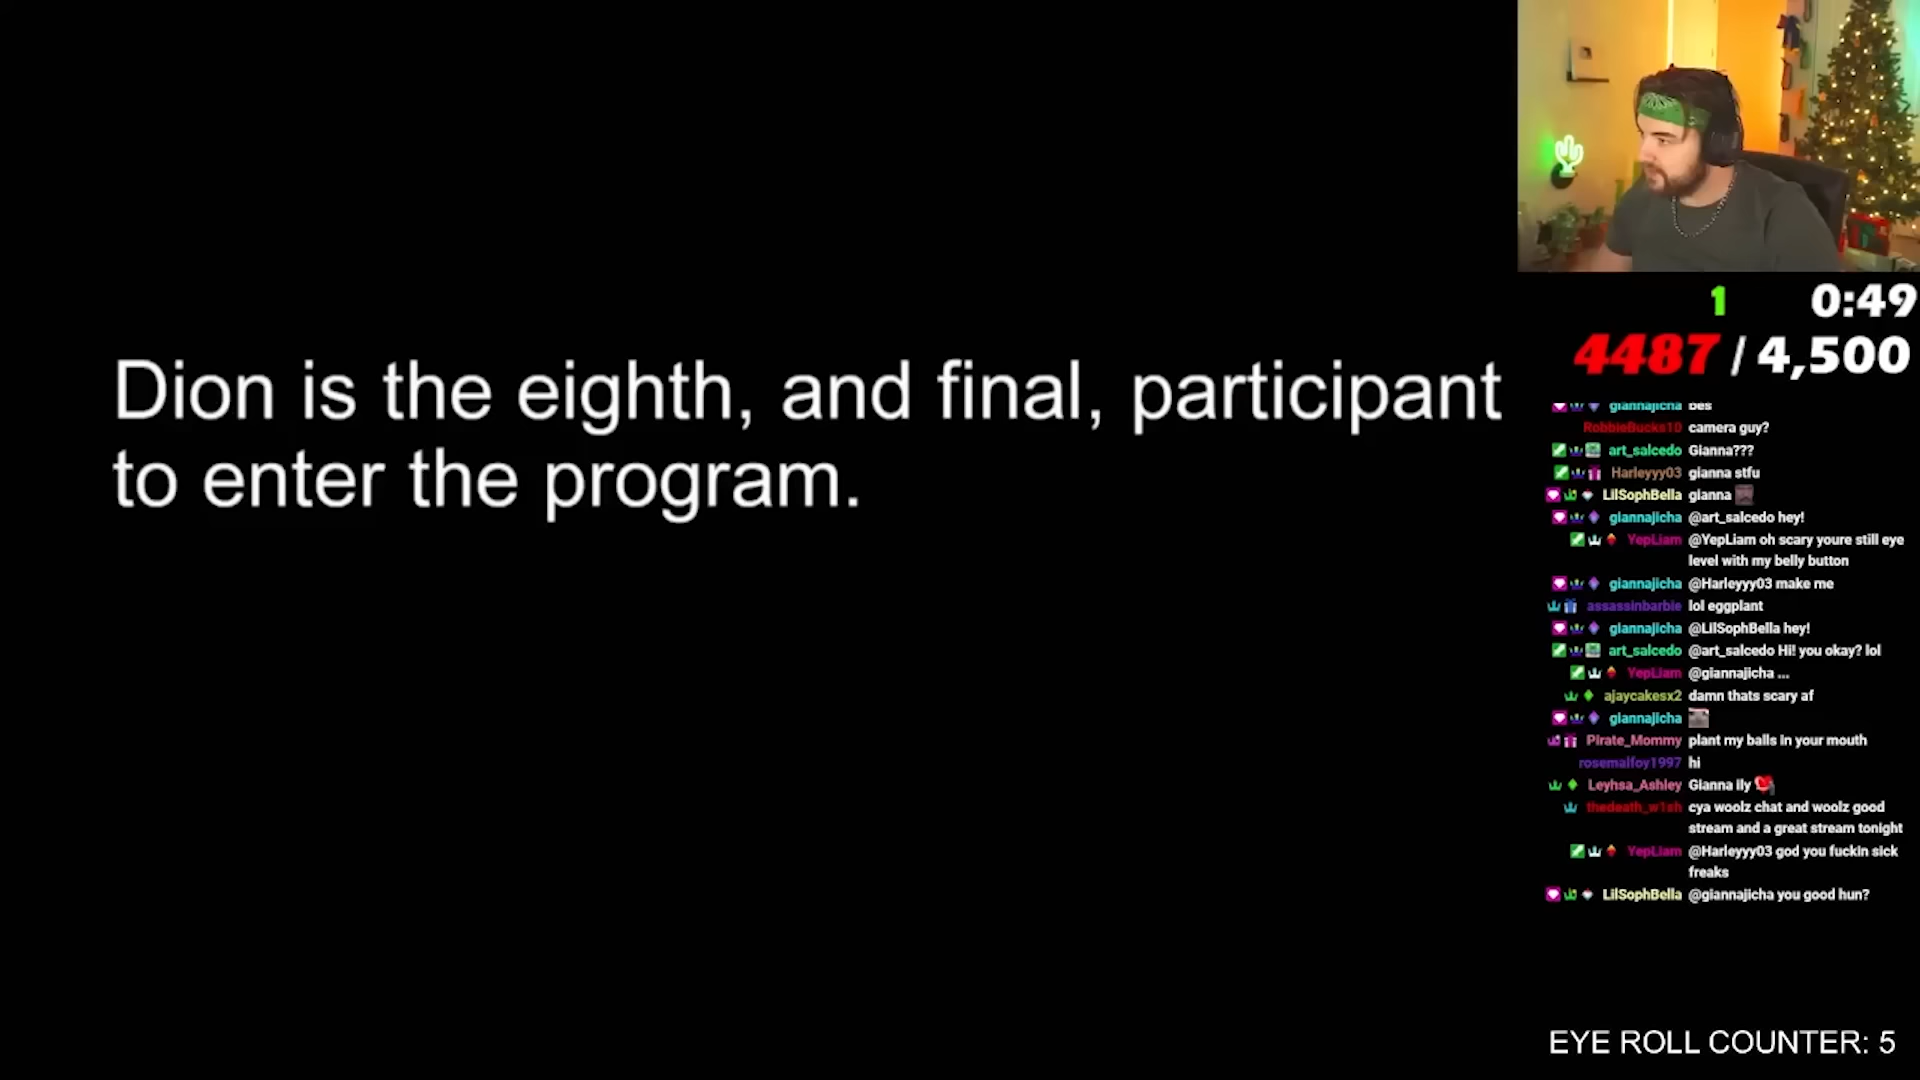 Dion is the eighth, and final, participant
to enter the program.
1 0:49
4487 / 4,500
giannajicha bes
RobbieBucks10 camera guy?
art_salcedo Gianna???
Harleyyy03 gianna stfu
LilSophBella gianna
giannajicha @art_salcedo hey!
YepLiam @YepLiam oh scary youre still eye
level with my belly button
giannajicha @Harleyyy03 make me
assassinbarbie lol eggplant
giannajicha @LilSophBella hey!
art_salcedo @art_salcedo Hi! you okay? lol
YepLiam @giannajicha ...
ajaycakesx2 damn thats scary af
giannajicha
Pirate_Mommy plant my balls in your mouth
rosemalfoy1997 hi
Leyhsa_Ashley Gianna ily
thedeath_w1sh cya woolz chat and woolz good
stream and a great stream tonight
YepLiam @Harleyyy03 god you fuckin sick
freaks
LilSophBella @giannajicha you good hun?
EYE ROLL COUNTER: 5